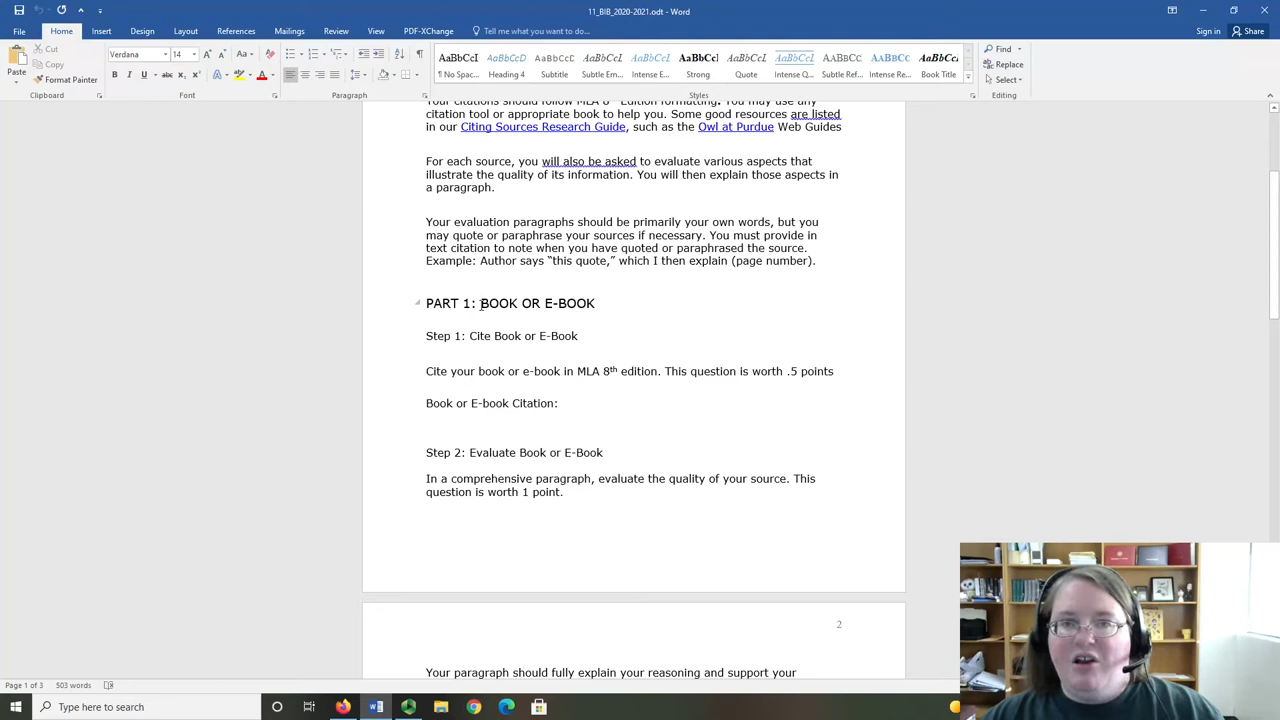 11_BIB_2020-2021.odt - Word
Sign in
Share
File
Home
Insert
Design
Layout
References
Mailings
Review
View
PDF-XChange
Tell me what you want to do...
Cut
Copy
Format Painter
Paste
Clipboard
Verdana
14
Font
Paragraph
AaBbCcI
AaBbCcD
AaBbCcD
AaBbCcI
AaBbCcI
AaBbCcI
AaBbCcI
AaBbCcI
AABBCC
AABBCC
AaBbCcI
¶ No Spac...
Heading 4
Subtitle
Subtle Em...
Intense E...
Strong
Quote
Intense Q...
Subtle Ref...
Intense Re...
Book Title
Styles
Find
Replace
Select
Editing
Your citations should follow MLA 8 Edition formatting. You may use any
citation tool or appropriate book to help you. Some good resources are listed
in our Citing Sources Research Guide, such as the Owl at Purdue Web Guides
For each source, you will also be asked to evaluate various aspects that
illustrate the quality of its information. You will then explain those aspects in
a paragraph.
Your evaluation paragraphs should be primarily your own words, but you
may quote or paraphrase your sources if necessary. You must provide in
text citation to note when you have quoted or paraphrased the source.
Example: Author says “this quote,” which I then explain (page number).
PART 1: BOOK OR E-BOOK
Step 1: Cite Book or E-Book
Cite your book or e-book in MLA 8th edition. This question is worth .5 points
Book or E-book Citation:
Step 2: Evaluate Book or E-Book
In a comprehensive paragraph, evaluate the quality of your source. This
question is worth 1 point.
2
Your paragraph should fully explain your reasoning and support your
Page 1 of 3
503 words
100%
Type here to search